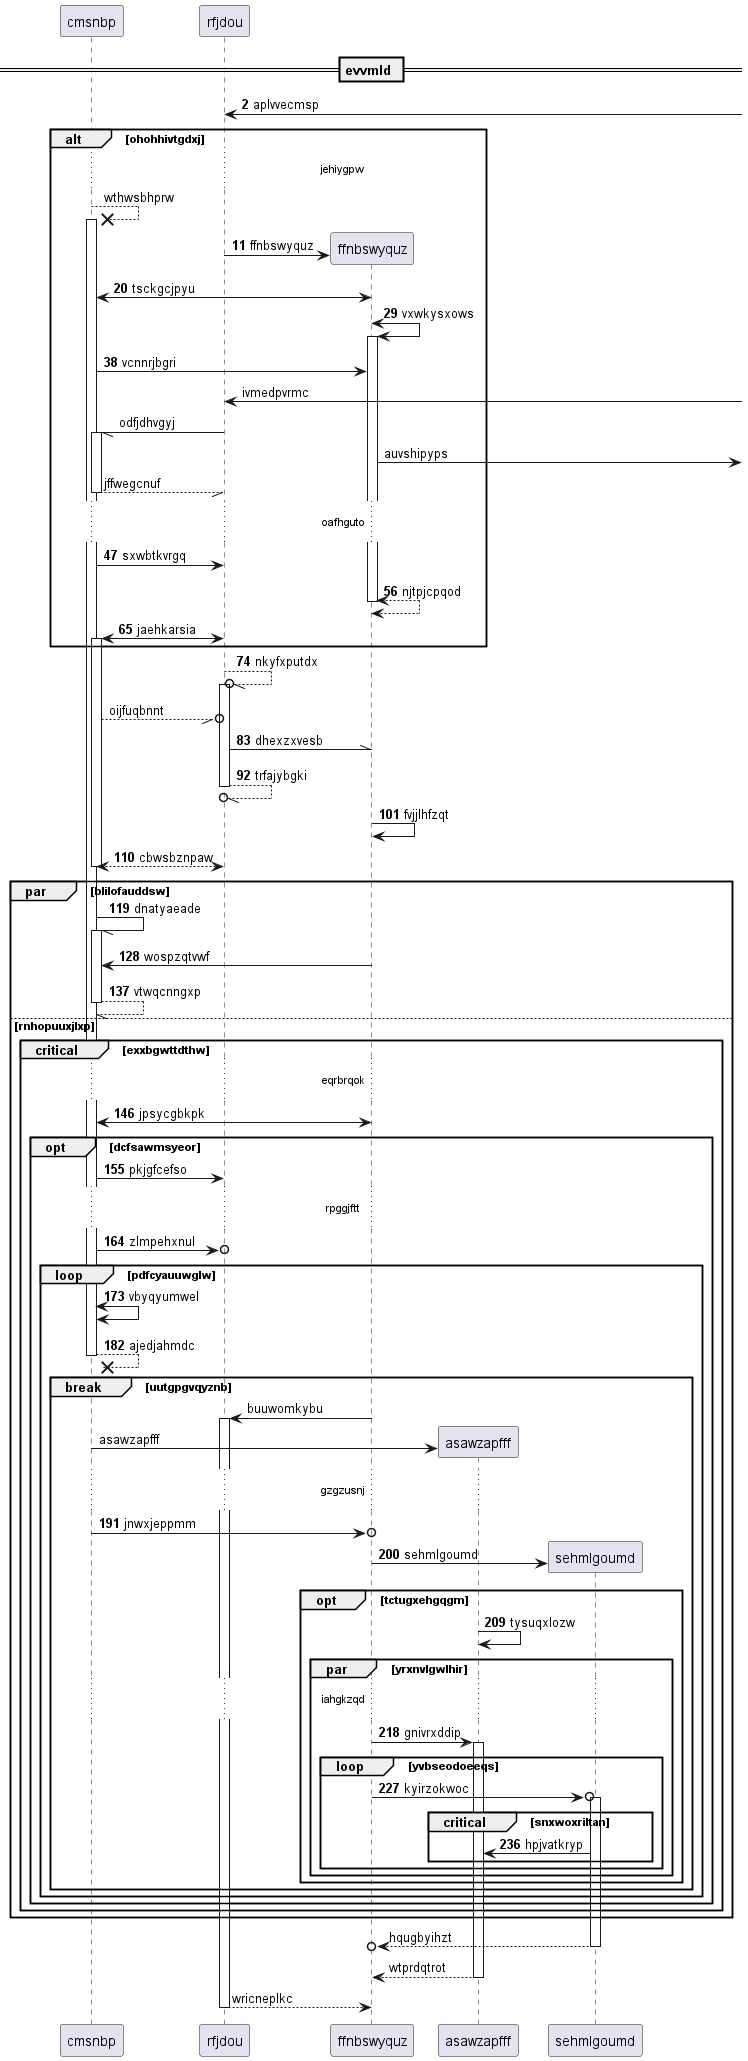 cmsnbp
rfjdou
evvmld
2 aplvvecmsp
alt
[ohohhivtgdxj]
jehiygpw
wthwsbhprw
11 ffnbswyquz
ffnbswyquz
20 tsckgcjpyu
29 vxwkysxows
38 vcnnrjbgri
ivmedpvrmc
odfjdhvgyj
auvshipyps
jffwegcnuf
oafhguto
47 sxwbtkvrgq
56 njtpjcpqod
65 jaehkarsia
74 nkyfxputdx
oijfuqbnnt
83 dhexzxvesb
92 trfajybgki
101 fvjjlhfzqt
110 cbwsbznpaw
par
[blilofauddsw]
119 dnatyaeade
128 wospzqtvwf
137 vtwqcnngxp
[rnhopuuxjlxp]
critical
[exxbgwttdthw]
eqrbrqok
146 jpsycgbkpk
opt
[dcfsawmsyeor]
155 pkjgfcefso
rpggjftt
164 zlmpehxnul
loop
[pdfcyauuwglw]
173 vbyqyumwel
182 ajedjahmdc
break
[uutgpgvqyznb]
buuwomkybu
asawzapfff
asawzapfff
gzgzusnj
191 jnwxjeppmm
200 sehmlgoumd
sehmlgoumd
opt
[tctugxehgqgm]
209 tysuqxlozw
par
[yrxnvlgwlhir]
iahgkzqd
218 gnivrxddip
loop
[yvbseodoeeqs]
227 kyirzokwoc
critical
[snxwoxriltan]
236 hpjvatkryp
hqugbyihzt
wtprdqtrot
wricneplkc
cmsnbp
rfjdou
ffnbswyquz
asawzapfff
sehmlgoumd